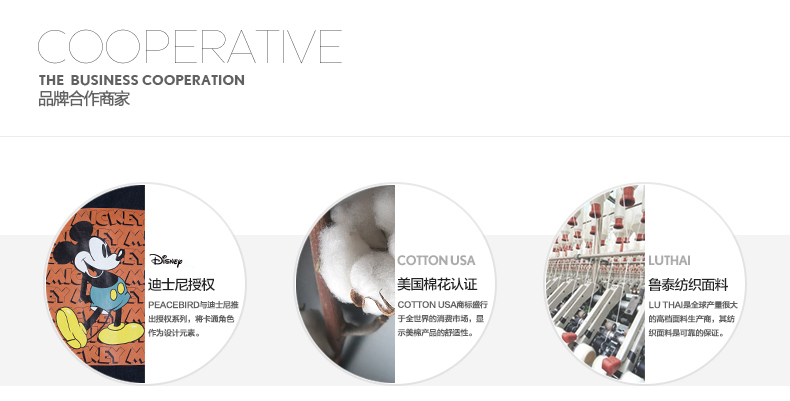 COOPERATIVE
THE BUSINESS COOPERATION
品牌合作商家
Disney
迪士尼授权
PEACEBIRD与迪士尼推
出授权系列，将卡通角色
作为设计元素。
COTTON USA
美国棉花认证
COTTON USA商标盛行
于全世界的消费市场，显
示美棉产品的舒适性。
LUTHAI
鲁泰纺织面料
LU THAI是全球产量很大
的高档面料生产商，其纺
织面料是可靠的保证。